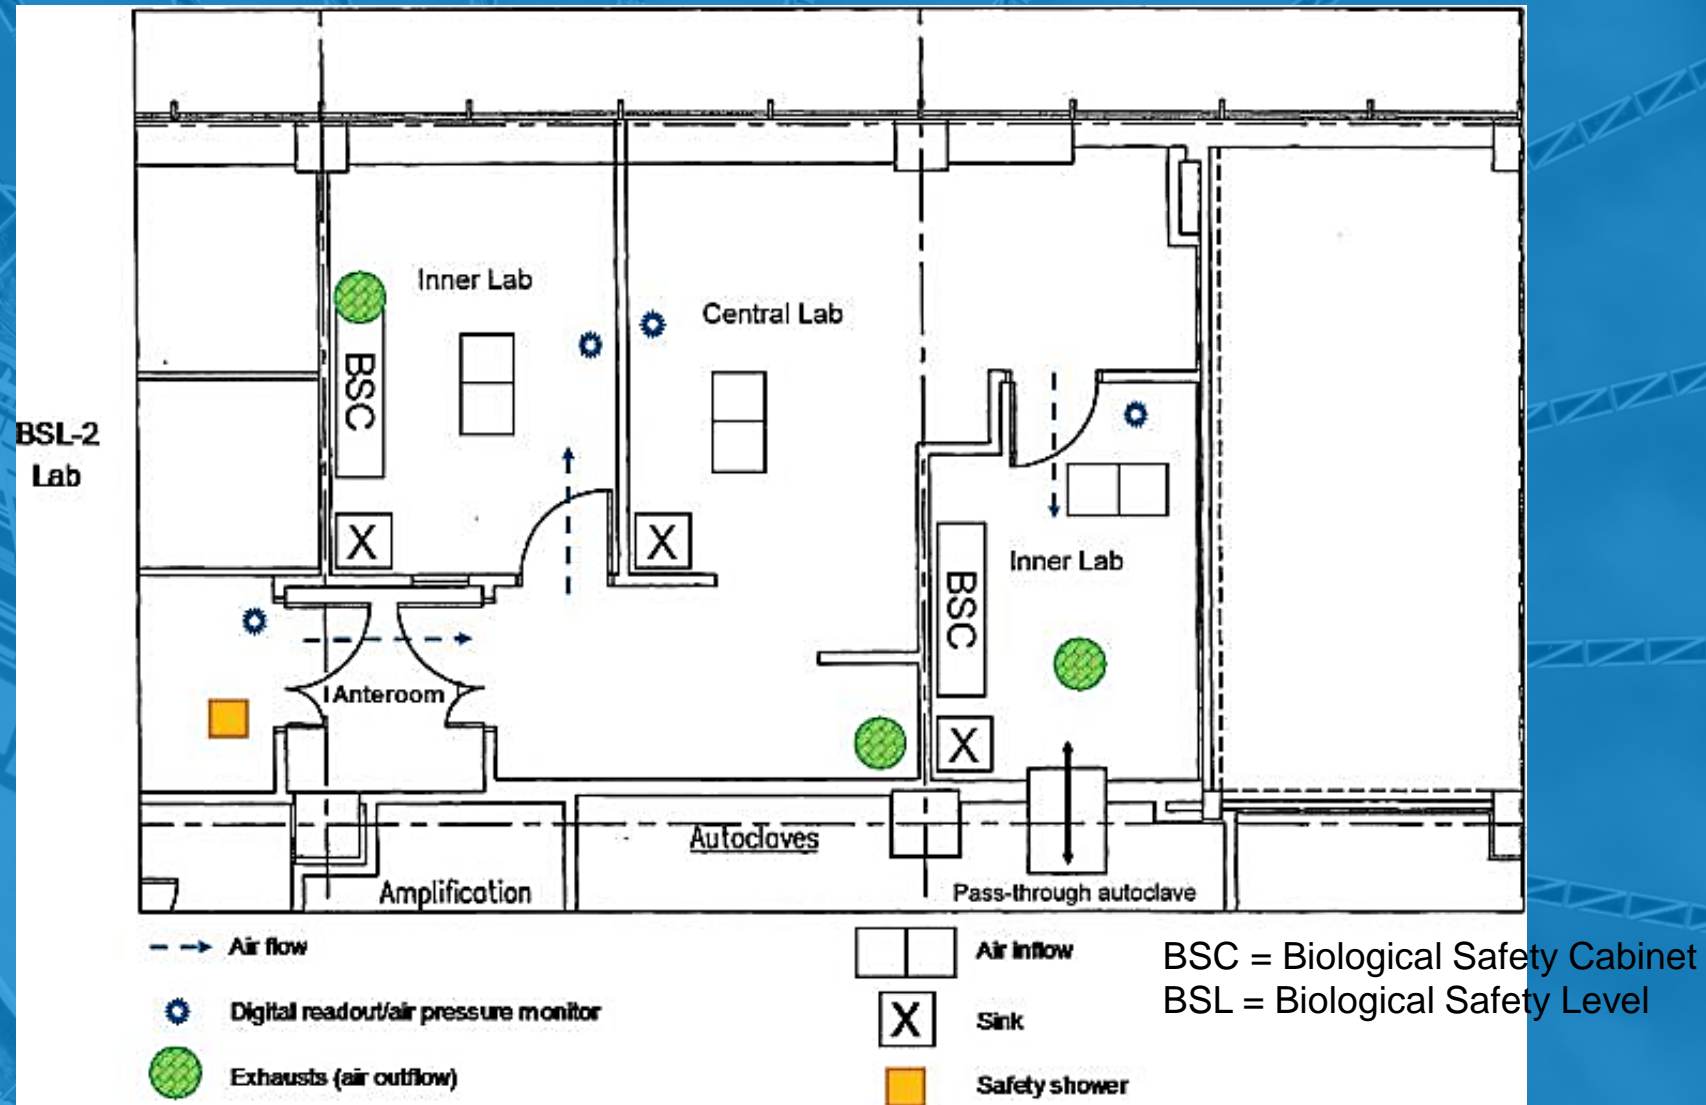 Inner Lab
Central Lab
BSC
BSL-2
Lab
X
X
Inner Lab
BSC
Anteroom
X
Autoclaves
Amplification
Pass-through autoclave
Air flow
Air inflow
BSC = Biological Safety Cabinet
BSL = Biological Safety Level
Digital readout/air pressure monitor
X
Sink
Exhausts (air outflow)
Safety shower